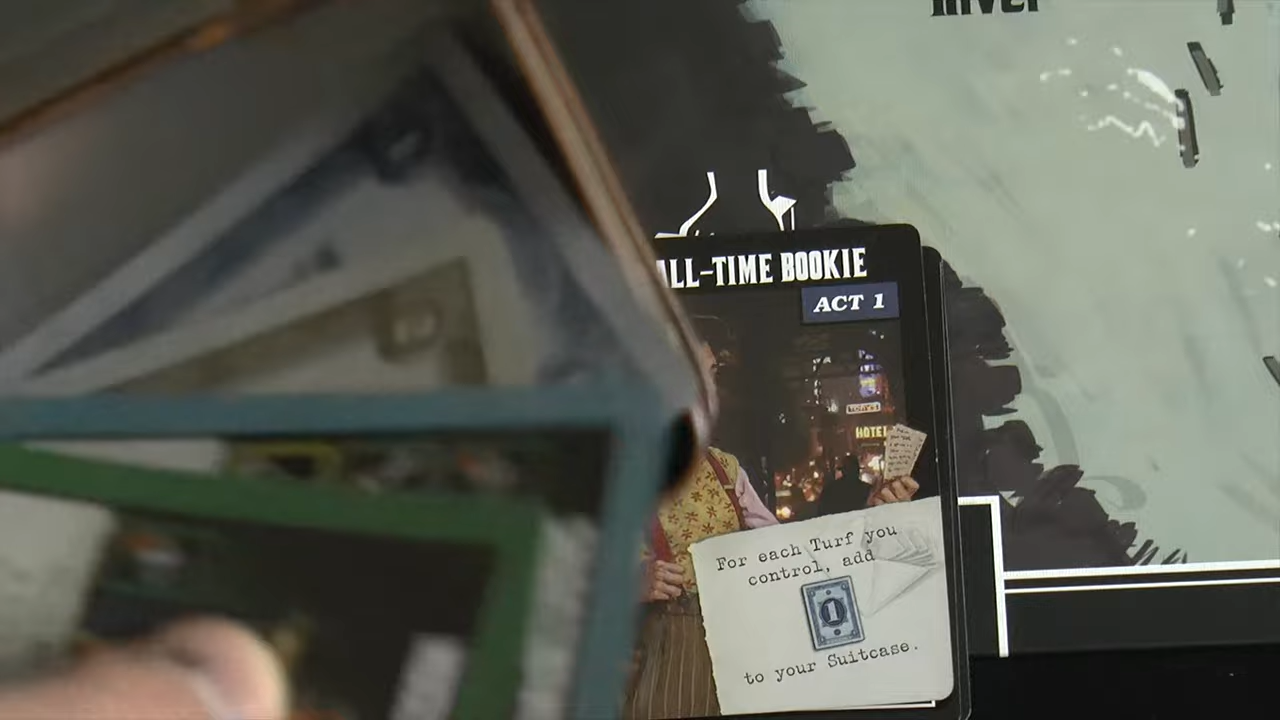 ALL-TIME BOOKIE
ACT 1
HOTEL
For each Turf you
control, add
1
to your Suitcase.